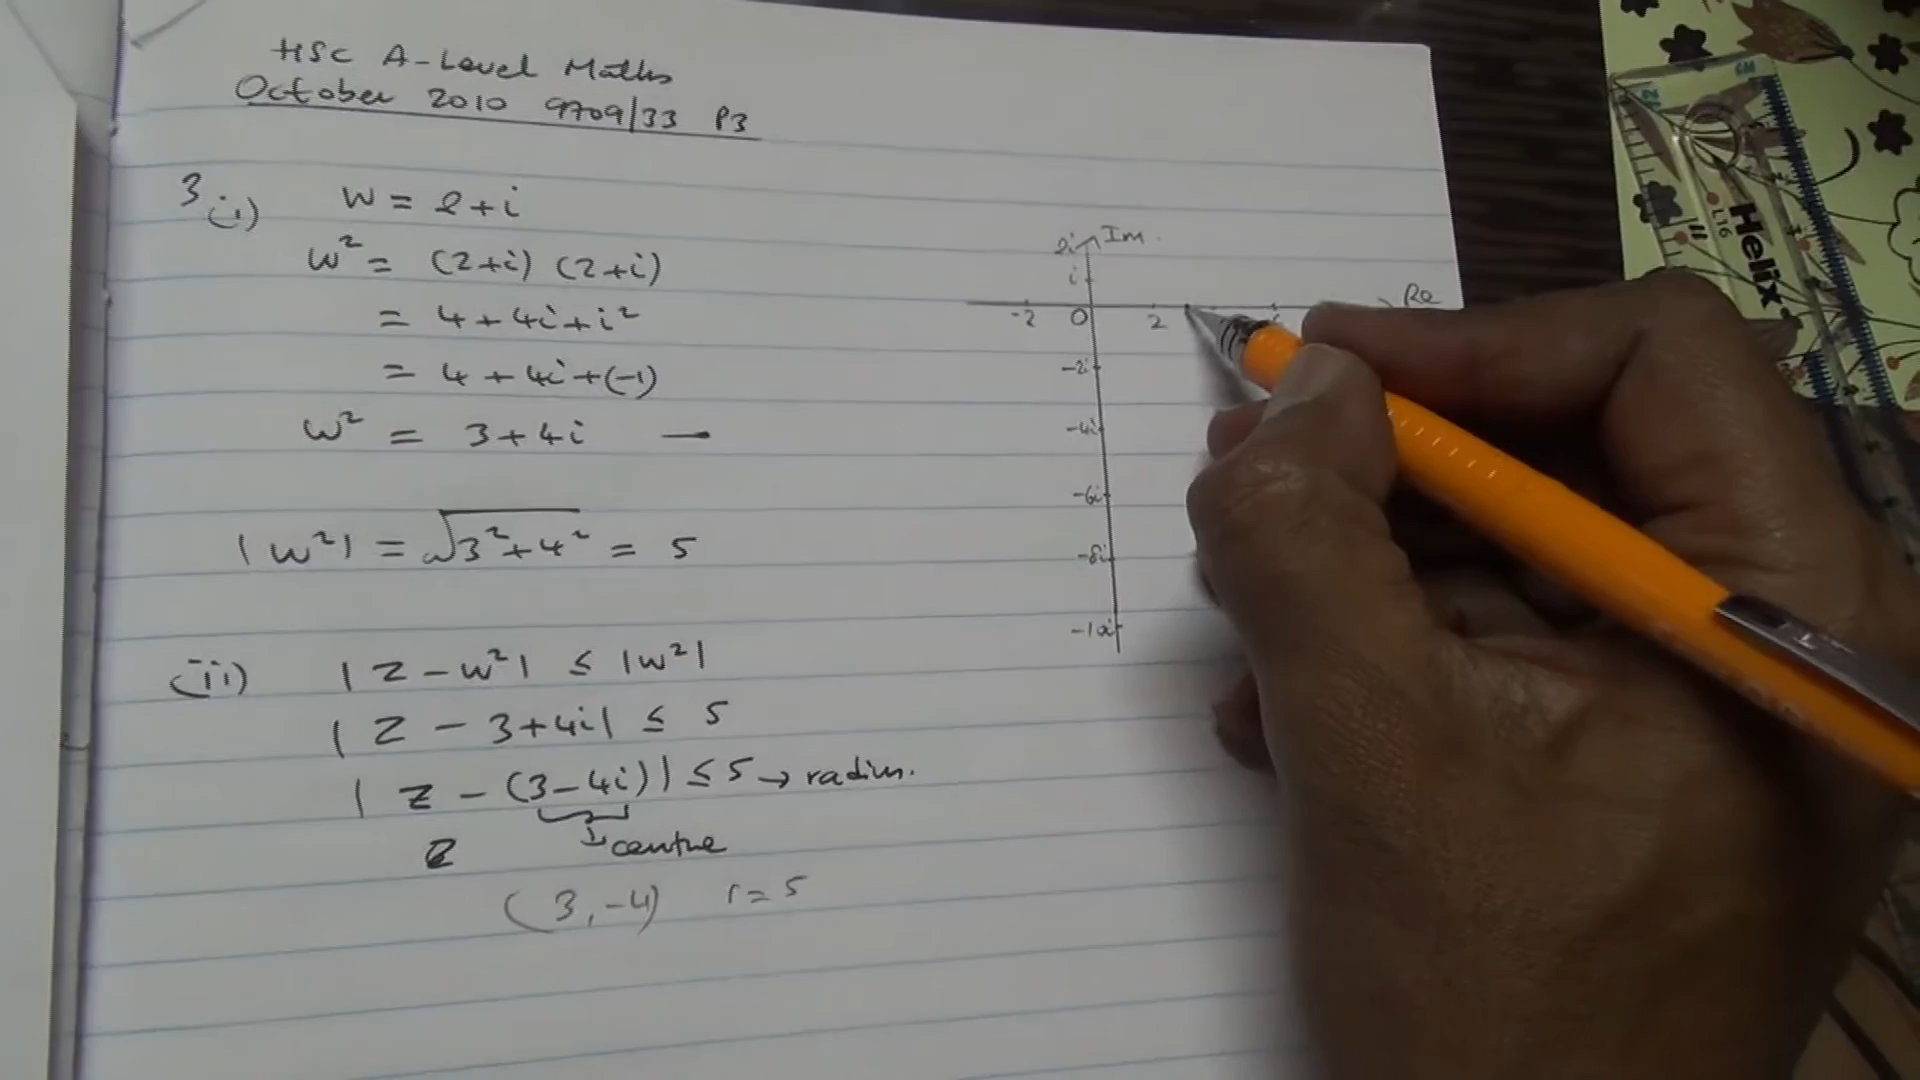 HSC A-Level Maths
October 2010 9709/33 P3
3(i) w = 2+i
w² = (2+i) (2+i)
= 4+4i+i²
= 4+4i+(-1)
w² = 3+4i —
|w²| = √3²+4² = 5
(ii) |z-w²| ≤ |w²|
|z - 3+4i| ≤ 5
|z - (3-4i)| ≤ 5 → radius.
centre
(3,-4) r=5
2i Im
i
-2 0 2 Re
-2i
-4i
-6i
-8i
-10i
Helix
L16
CM